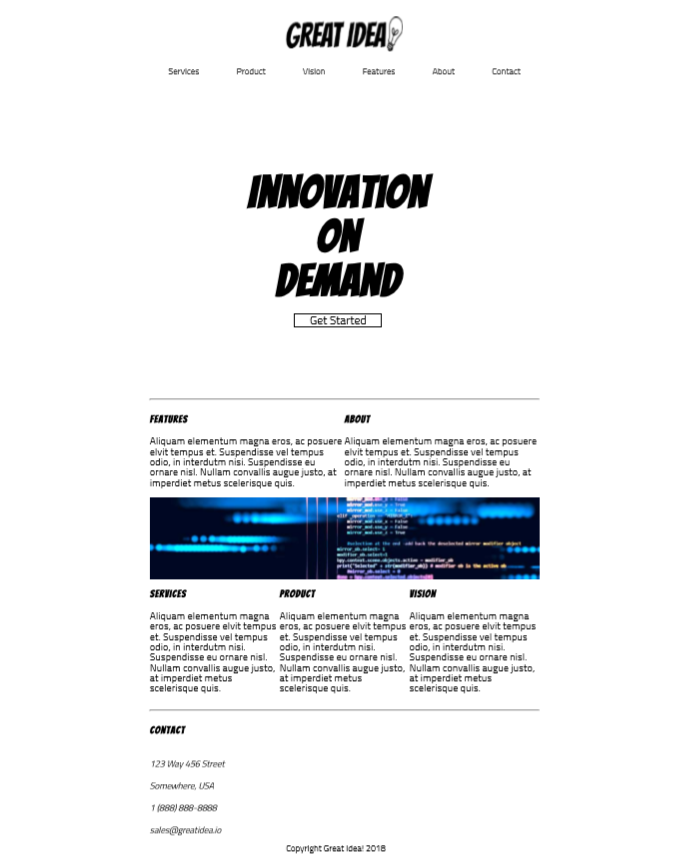 GREAT IDEA
Services Product Vision Features About Contact
INNOVATION
ON
DEMAND
Get Started
FEATURES
Aliquam elementum magna eros, ac posuere
elvit tempus et. Suspendisse vel tempus
odio, in interdutm nisi. Suspendisse eu
ornare nisl. Nullam convallis augue justo, at
imperdiet metus scelerisque quis.
ABOUT
Aliquam elementum magna eros, ac posuere
elvit tempus et. Suspendisse vel tempus
odio, in interdutm nisi. Suspendisse eu
ornare nisl. Nullam convallis augue justo, at
imperdiet metus scelerisque quis.
SERVICES
Aliquam elementum magna
eros, ac posuere elvit tempus
et. Suspendisse vel tempus
odio, in interdutm nisi.
Suspendisse eu ornare nisl.
Nullam convallis augue justo,
at imperdiet metus
scelerisque quis.
PRODUCT
Aliquam elementum magna
eros, ac posuere elvit tempus
et. Suspendisse vel tempus
odio, in interdutm nisi.
Suspendisse eu ornare nisl.
Nullam convallis augue justo,
at imperdiet metus
scelerisque quis.
VISION
Aliquam elementum magna
eros, ac posuere elvit tempus
et. Suspendisse vel tempus
odio, in interdutm nisi.
Suspendisse eu ornare nisl.
Nullam convallis augue justo,
at imperdiet metus
scelerisque quis.
CONTACT
123 Way 456 Street
Somewhere, USA
1 (888) 888-8888
sales@greatidea.io
Copyright Great Idea! 2018